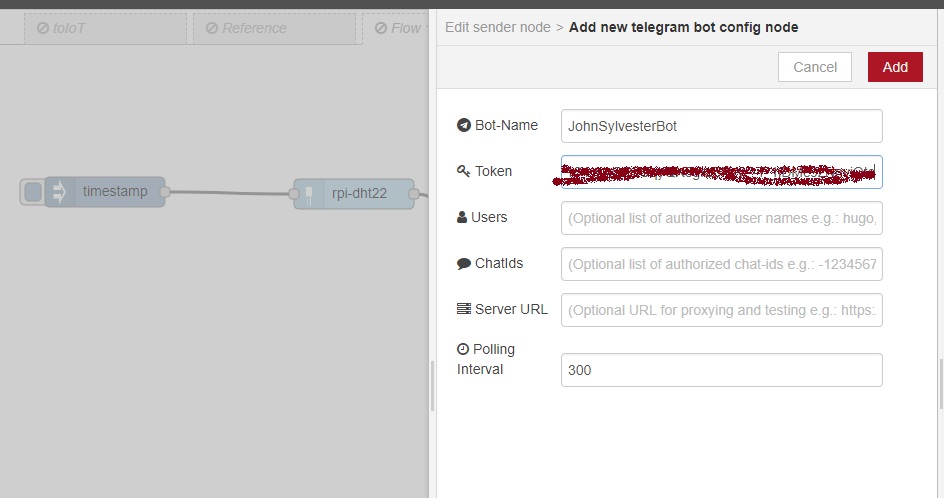 toIoT
Reference
Flow
Edit sender node > Add new telegram bot config node
Cancel
Add
Bot-Name
JohnSylvesterBot
Token
Users
(Optional list of authorized user names e.g.: hugo,
ChatIds
(Optional list of authorized chat-ids e.g.: -1234567
Server URL
(Optional URL for proxying and testing e.g.: https:
Polling
Interval
300
timestamp
rpi-dht22